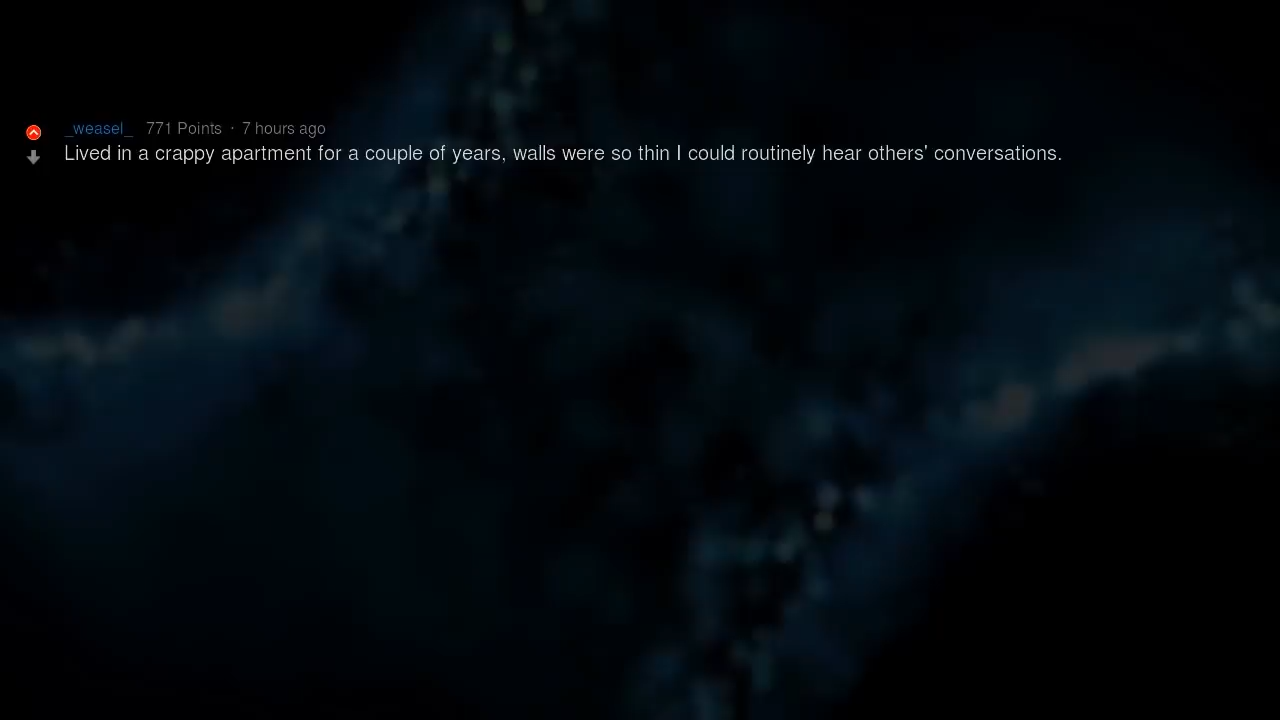 _weasel_ 771 Points · 7 hours ago
Lived in a crappy apartment for a couple of years, walls were so thin I could routinely hear others' conversations.